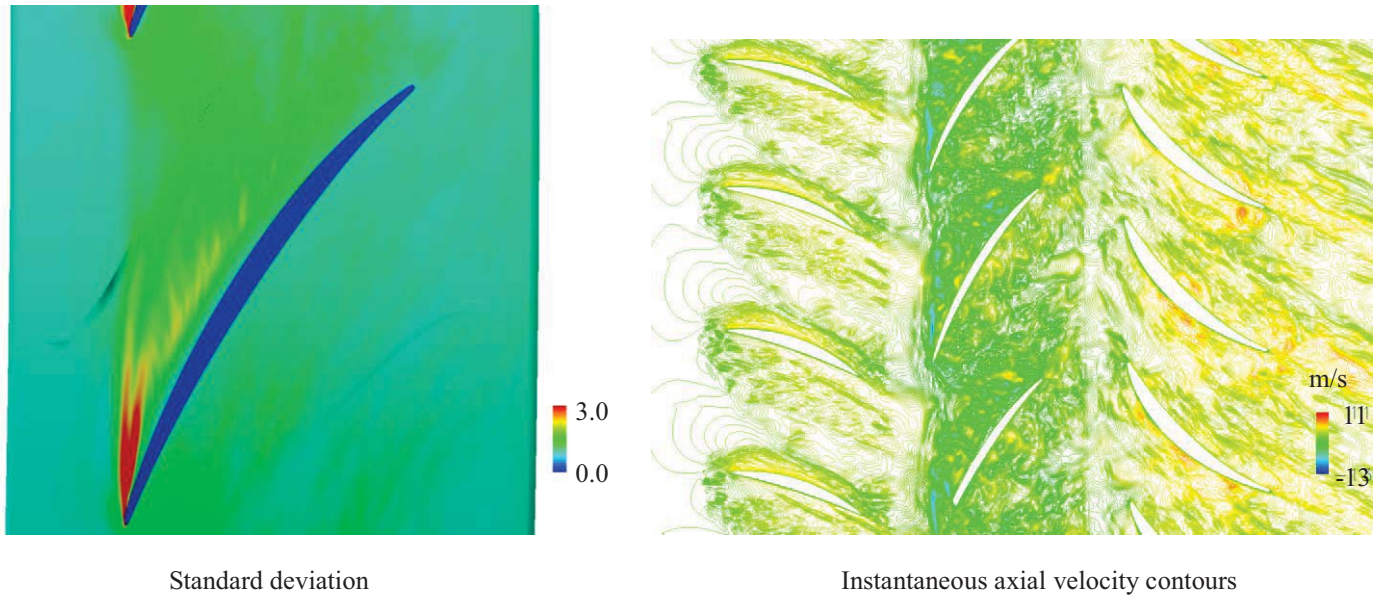 3.0
0.0
m/s
11
-13
Standard deviation
Instantaneous axial velocity contours